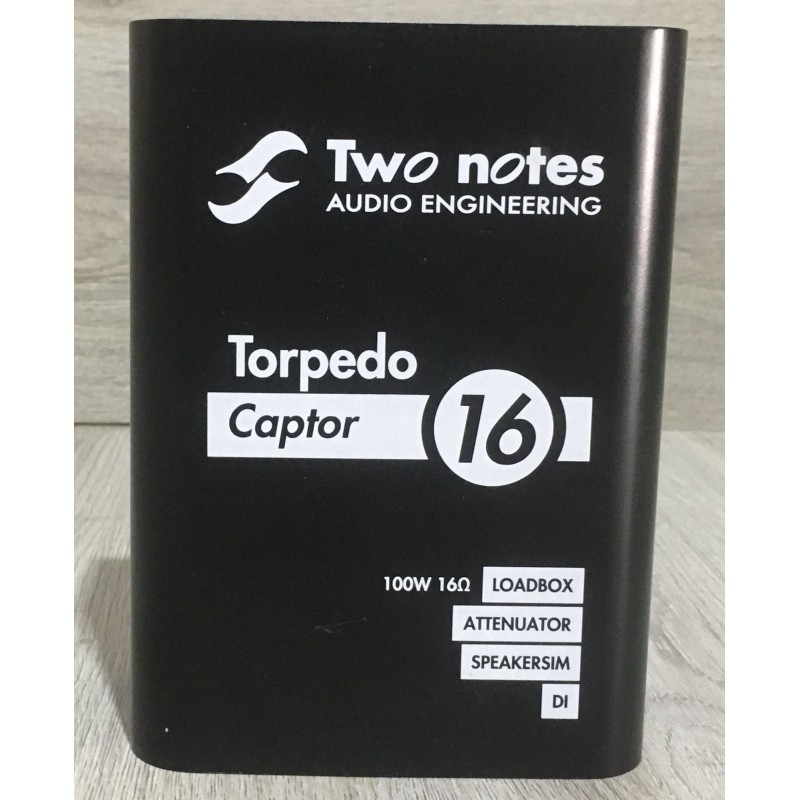 Two notes
AUDIO ENGINEERING
Torpedo
Captor 16
100W 16Ω LOADBOX
ATTENUATOR
SPEAKERSIM
DI